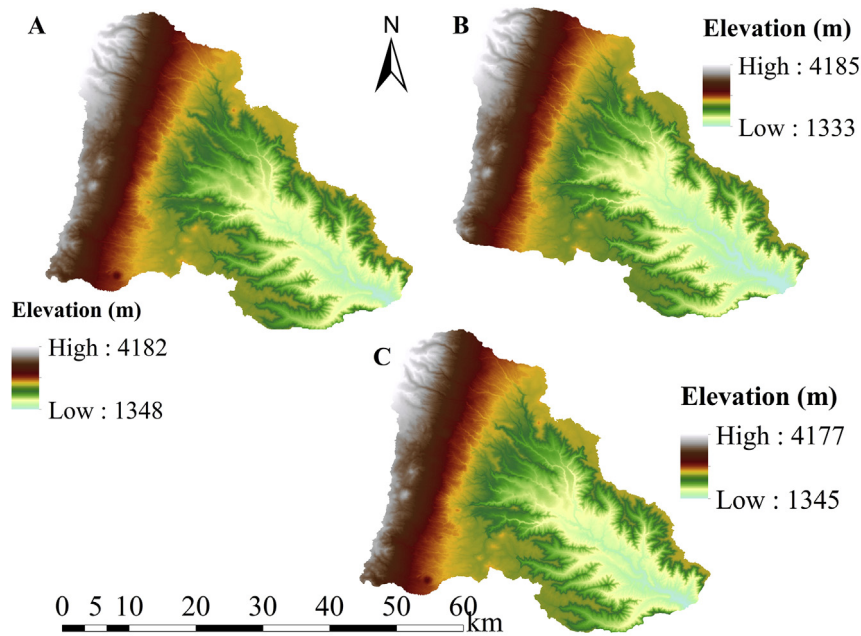 A
N
B
Elevation (m)
High : 4185
Low : 1333
Elevation (m)
High : 4182
Low : 1348
C
Elevation (m)
High : 4177
Low : 1345
0 5 10 20 30 40 50 60 km